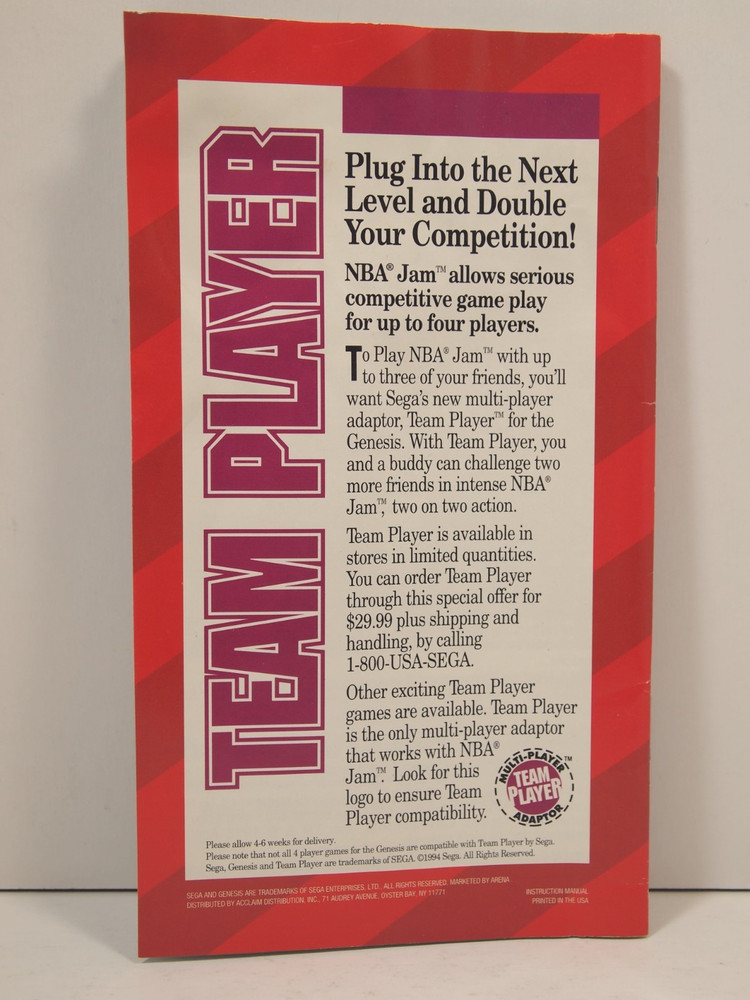 TEAM PLAYER
Plug Into the Next
Level and Double
Your Competition!
NBA® Jam™ allows serious
competitive game play
for up to four players.
To Play NBA® Jam™ with up
to three of your friends, you'll
want Sega's new multi-player
adaptor, Team Player™ for the
Genesis. With Team Player, you
and a buddy can challenge two
more friends in intense NBA®
Jam™, two on two action.
Team Player is available in
stores in limited quantities.
You can order Team Player
through this special offer for
$29.99 plus shipping and
handling, by calling
1-800-USA-SEGA.
Other exciting Team Player
games are available. Team Player
is the only multi-player adaptor
that works with NBA®
Jam™. Look for this
logo to ensure Team
Player compatibility.
MULTI-PLAYER™
TEAM
PLAYER
ADAPTOR
Please allow 4-6 weeks for delivery.
Please note that not all 4 player games for the Genesis are compatible with Team Player by Sega.
Sega, Genesis and Team Player are trademarks of SEGA. ©1994 Sega. All Rights Reserved.
SEGA AND GENESIS ARE TRADEMARKS OF SEGA ENTERPRISES, LTD. ALL RIGHTS RESERVED. MARKETED BY ARENA
DISTRIBUTED BY ACCLAIM DISTRIBUTION, INC., 71 AUDREY AVENUE, OYSTER BAY, NY 11771
INSTRUCTION MANUAL
PRINTED IN THE USA